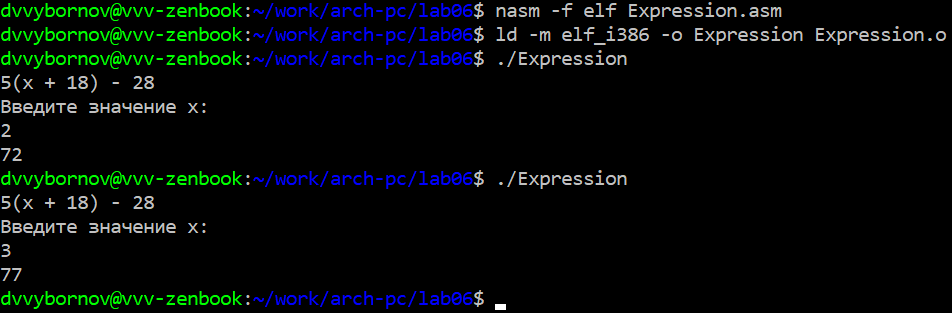 dvvybornov@vvv-zenbook:~/work/arch-pc/lab06$ nasm -f elf Expression.asm
dvvybornov@vvv-zenbook:~/work/arch-pc/lab06$ ld -m elf_i386 -o Expression Expression.o
dvvybornov@vvv-zenbook:~/work/arch-pc/lab06$ ./Expression
5(x + 18) - 28
Введите значение x:
2
72
dvvybornov@vvv-zenbook:~/work/arch-pc/lab06$ ./Expression
5(x + 18) - 28
Введите значение x:
3
77
dvvybornov@vvv-zenbook:~/work/arch-pc/lab06$